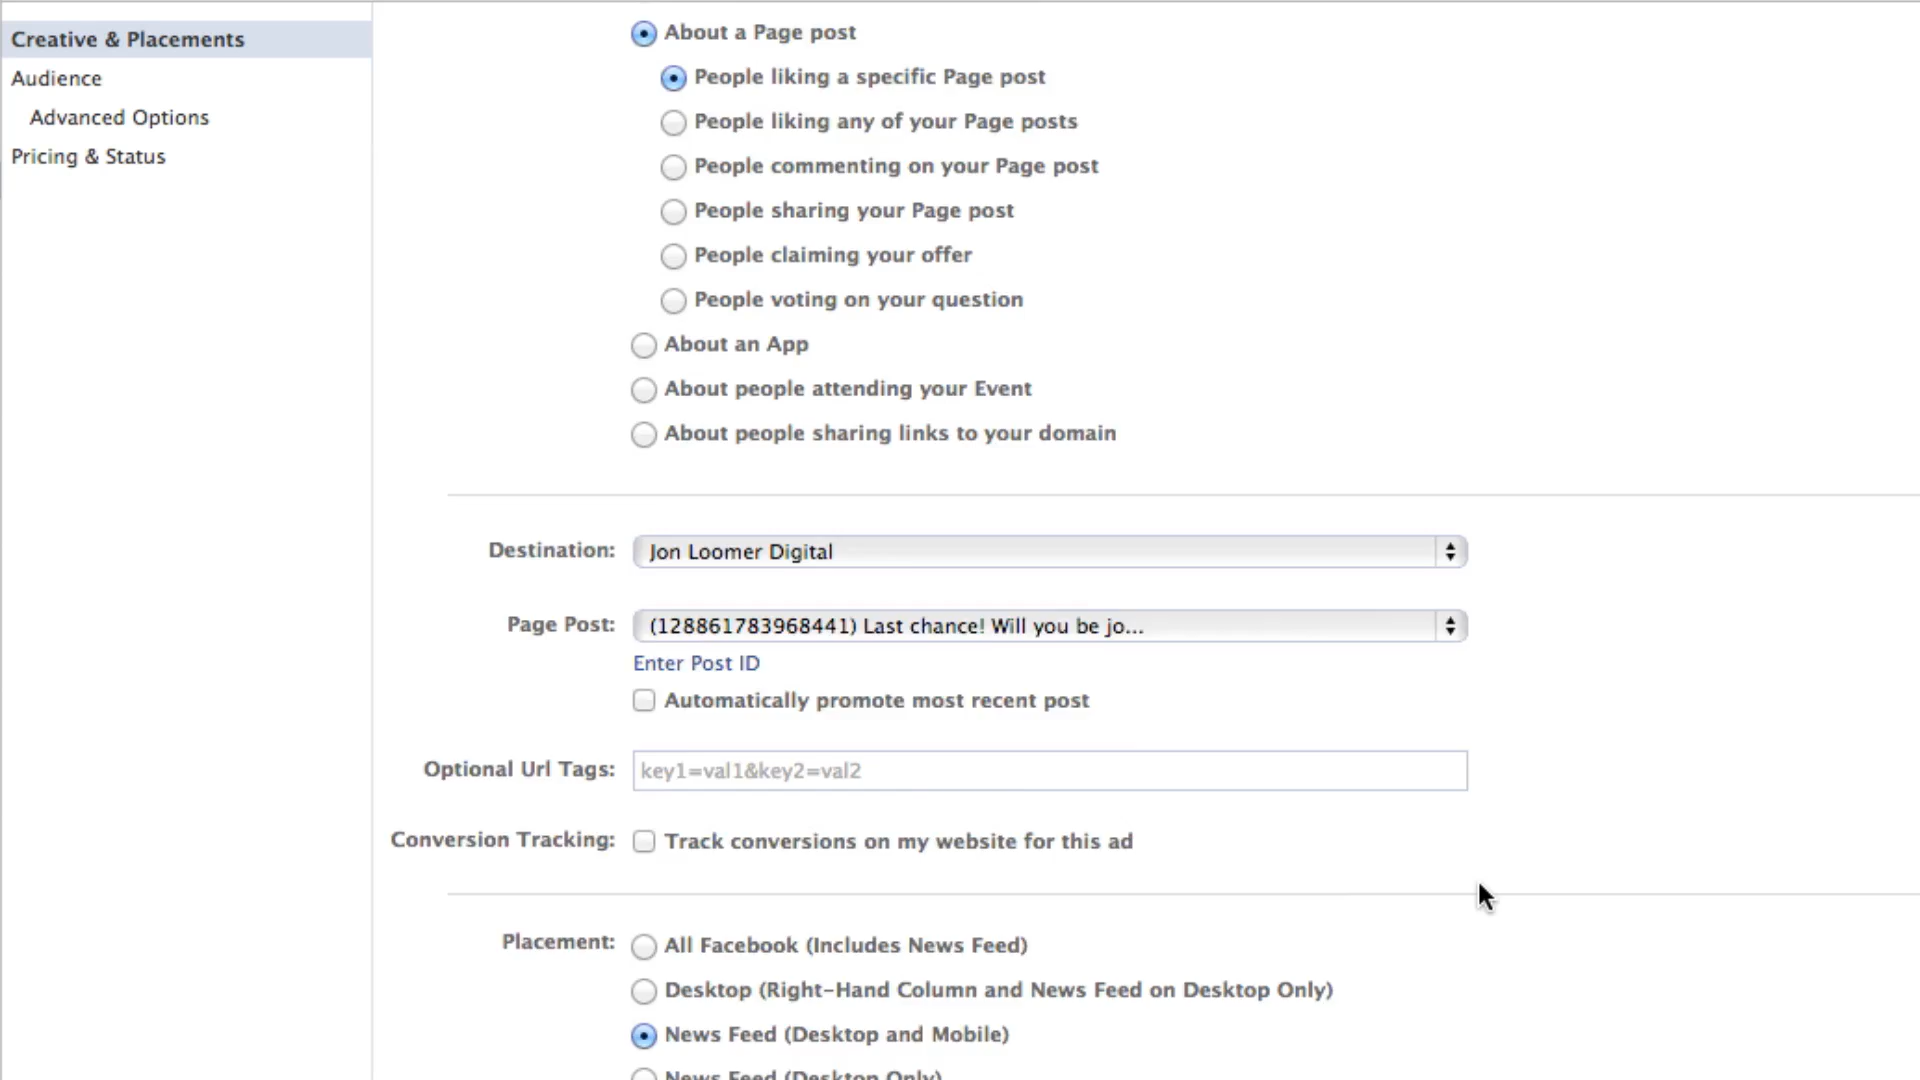 Creative & Placements
Audience
Advanced Options
Pricing & Status
About a Page post
People liking a specific Page post
People liking any of your Page posts
People commenting on your Page post
People sharing your Page post
People claiming your offer
People voting on your question
About an App
About people attending your Event
About people sharing links to your domain
Destination: Jon Loomer Digital
Page Post: (128861783968441) Last chance! Will you be jo...
Enter Post ID
Automatically promote most recent post
Optional Url Tags: key1=val1&key2=val2
Conversion Tracking: Track conversions on my website for this ad
Placement: All Facebook (Includes News Feed)
Desktop (Right-Hand Column and News Feed on Desktop Only)
News Feed (Desktop and Mobile)
News Feed (Desktop Only)